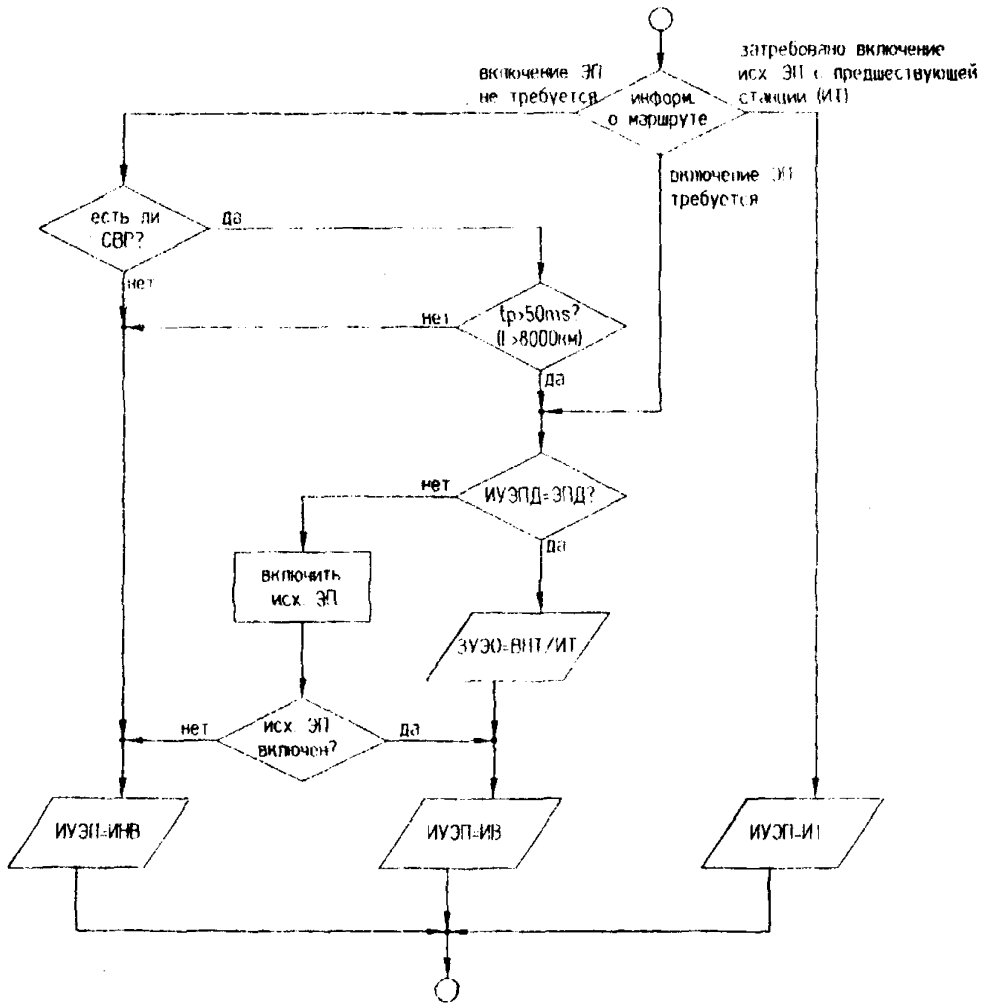 затребовано включение
исх. ЭП с предшествующей
станции (ИТ)
включение ЭП
не требуется
информ.
о маршруте
включение ЭП
требуется
есть ли
СВР?
да
нет
нет
tр>50ms?
(l >8000км)
да
нет
ИУЭПД=ЭПД?
да
включить
исх. ЭП
ЗУЭО=ВНТ/ИТ
нет
исх. ЭП
включен?
да
ИУЭП=ИНВ
ИУЭП=ИВ
ИУЭП=ИТ